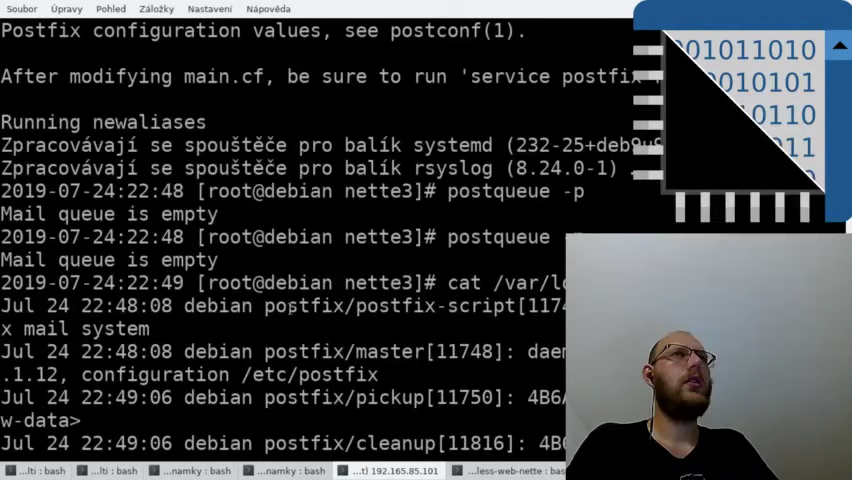 Soubor Úpravy Pohled Záložky Nastavení Nápověda
Postfix configuration values, see postconf(1).
After modifying main.cf, be sure to run 'service postfix
Running newaliases
Zpracovávají se spouštěče pro balík systemd (232-25+deb9u
Zpracovávají se spouštěče pro balík rsyslog (8.24.0-1) .
2019-07-24:22:48 [root@debian nette3]# postqueue -p
Mail queue is empty
2019-07-24:22:48 [root@debian nette3]# postqueue
Mail queue is empty
2019-07-24:22:49 [root@debian nette3]# cat /var/lo
Jul 24 22:48:08 debian postfix/postfix-script[1174
x mail system
Jul 24 22:48:08 debian postfix/master[11748]: daem
.1.12, configuration /etc/postfix
Jul 24 22:49:06 debian postfix/pickup[11750]: 4B6A
w-data>
Jul 24 22:49:06 debian postfix/cleanup[11816]: 4B6
001011010
0010101
0110
11
...lti : bash ...lti : bash ...namky : bash ...namky : bash ...t) 192.165.85.101 ...less-web-nette : bash